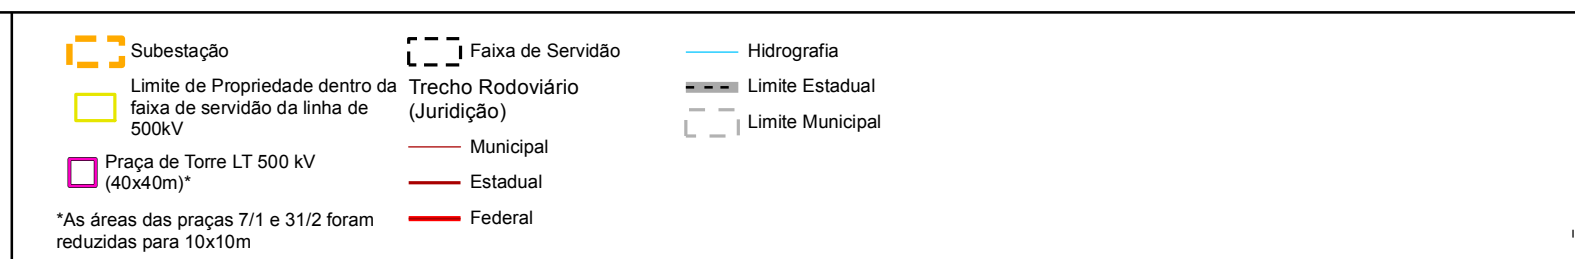 Subestação
Limite de Propriedade dentro da
faixa de servidão da linha de
500kV
Praça de Torre LT 500 kV
(40x40m)*
*As áreas das praças 7/1 e 31/2 foram
reduzidas para 10x10m
Faixa de Servidão
Trecho Rodoviário
(Juridição)
Municipal
Estadual
Federal
Hidrografia
Limite Estadual
Limite Municipal